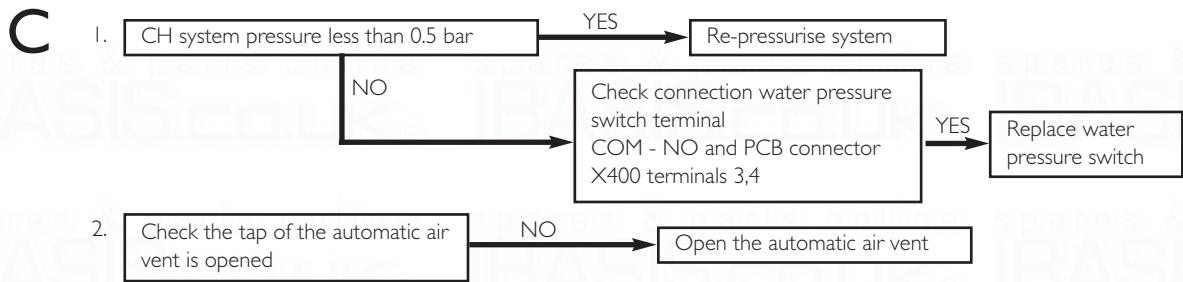 C
1.
CH system pressure less than 0.5 bar
YES
Re-pressurise system
NO
Check connection water pressure
switch terminal
COM - NO and PCB connector
X400 terminals 3,4
YES
Replace water
pressure switch
2.
Check the tap of the automatic air
vent is opened
NO
Open the automatic air vent